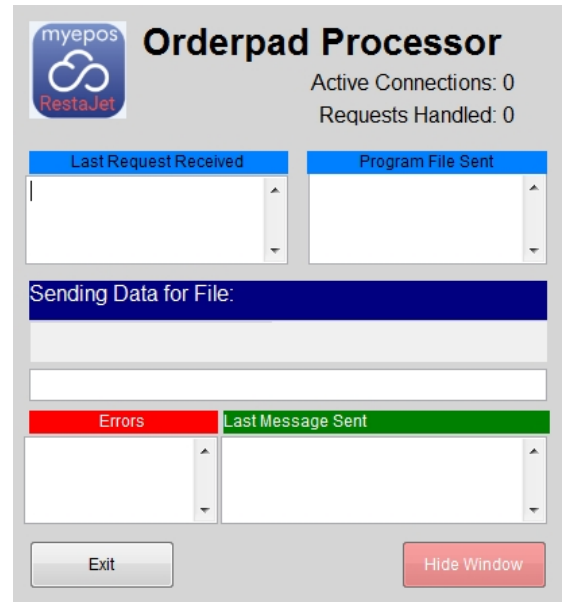 myepos
RestaJet
Orderpad Processor
Active Connections: 0
Requests Handled: 0
Last Request Received
Program File Sent
Sending Data for File:
Errors
Last Message Sent
Exit
Hide Window